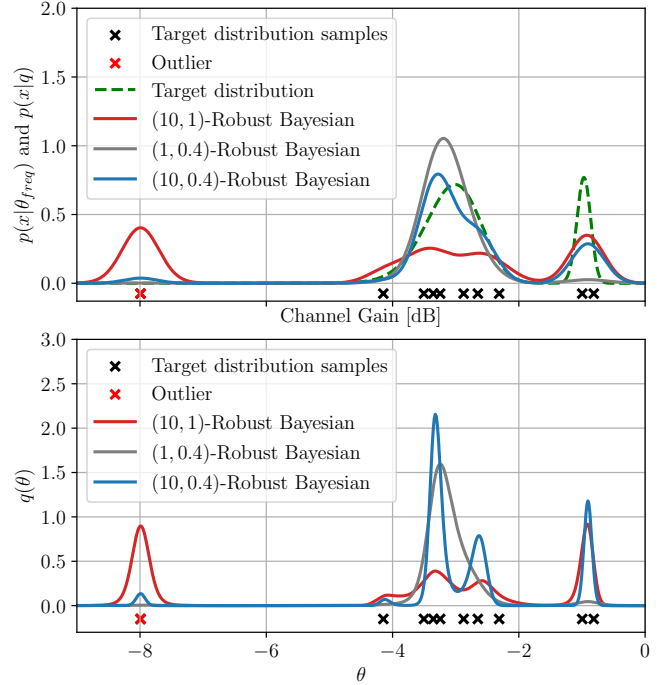 2.0
1.5
1.0
0.5
0.0
p(x|θ_freq) and p(x|q)
Target distribution samples
Outlier
Target distribution
(10, 1)-Robust Bayesian
(1, 0.4)-Robust Bayesian
(10, 0.4)-Robust Bayesian
Channel Gain [dB]
3.0
2.5
2.0
1.5
1.0
0.5
0.0
q(θ)
Target distribution samples
Outlier
(10, 1)-Robust Bayesian
(1, 0.4)-Robust Bayesian
(10, 0.4)-Robust Bayesian
−8 −6 −4 −2 0
θ